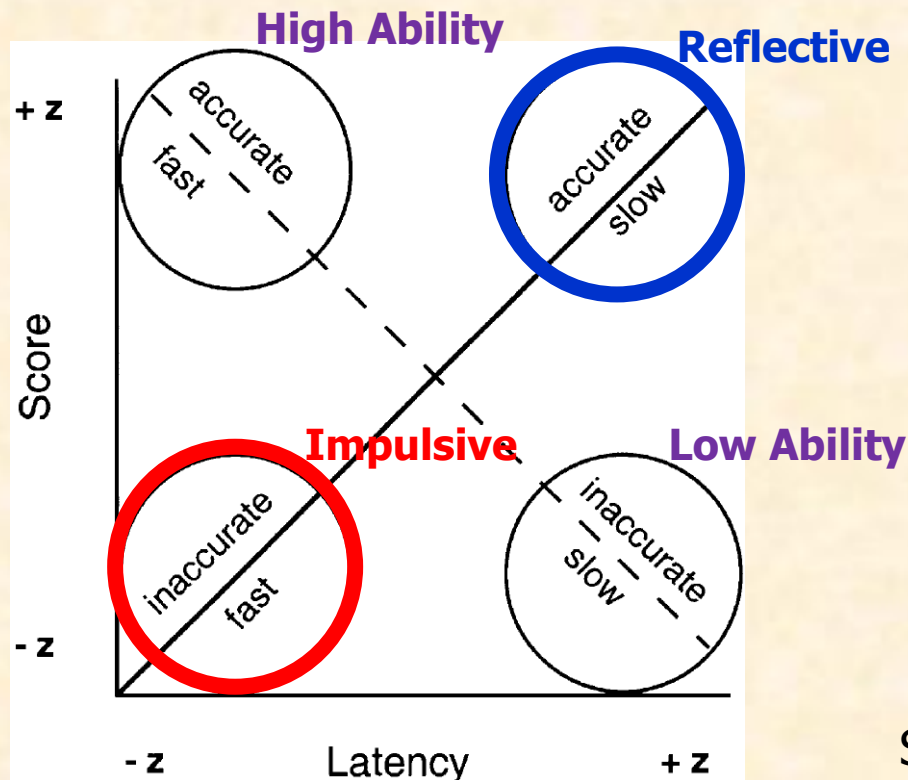 High Ability
Reflective
+ z
accurate
fast
accurate
slow
Score
Impulsive
Low Ability
inaccurate
fast
inaccurate
slow
- z
- z
Latency
+ z
S